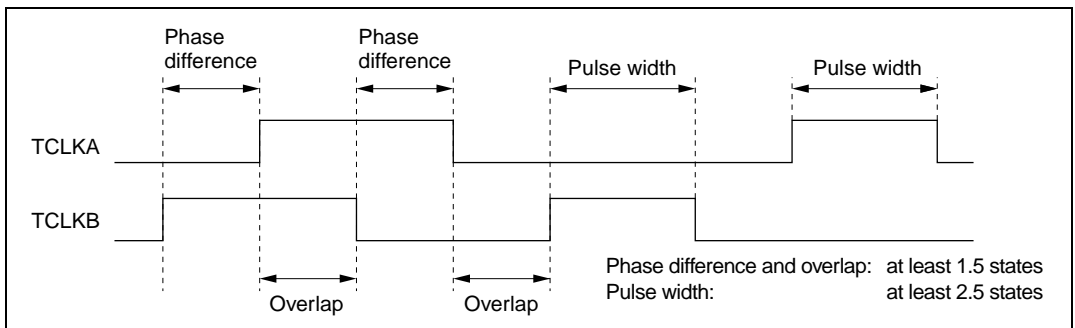 Phase
difference
Phase
difference
Pulse width
Pulse width
TCLKA
TCLKB
Overlap
Overlap
Phase difference and overlap: at least 1.5 states
Pulse width: at least 2.5 states